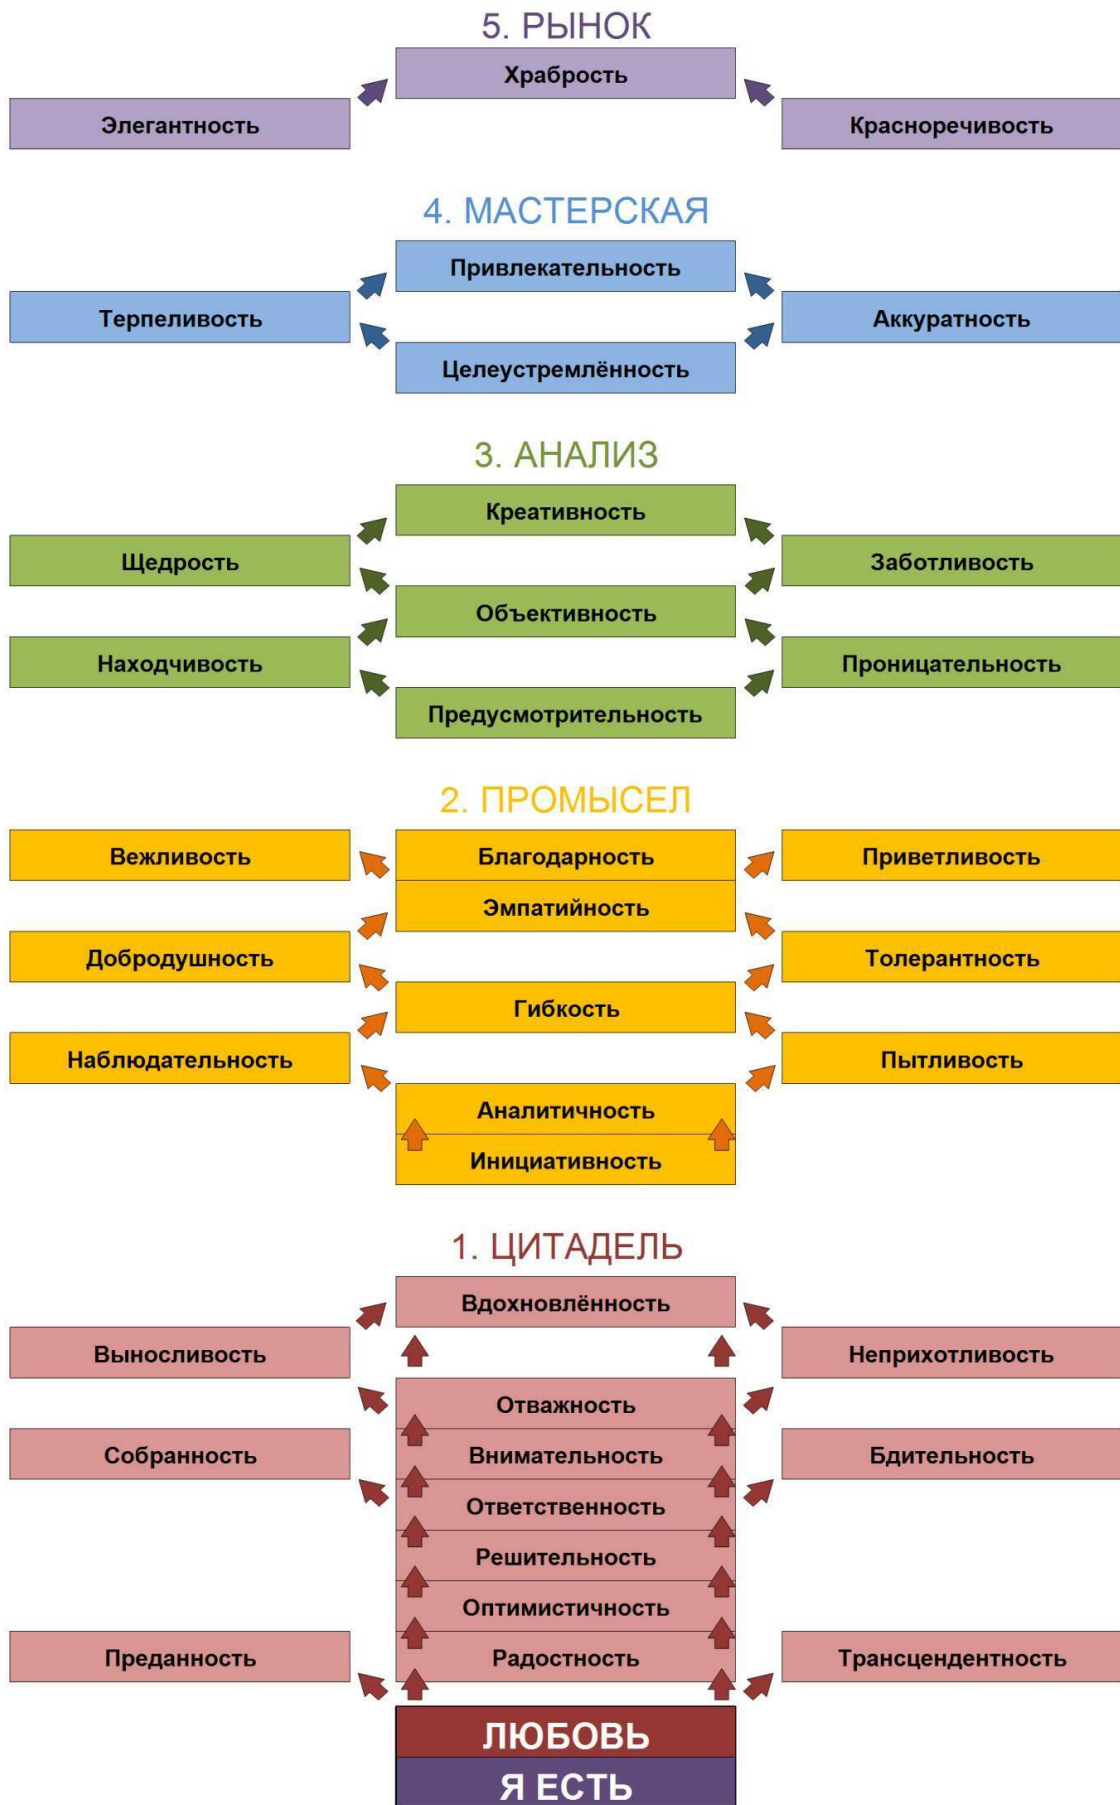 5. РЫНОК
Храбрость
Элегантность
Красноречивость
4. МАСТЕРСКАЯ
Привлекательность
Терпеливость
Аккуратность
Целеустремлённость
3. АНАЛИЗ
Креативность
Щедрость
Заботливость
Объективность
Находчивость
Проницательность
Предусмотрительность
2. ПРОМЫСЕЛ
Вежливость
Благодарность
Приветливость
Эмпатийность
Добродушность
Толерантность
Гибкость
Наблюдательность
Пытливость
Аналитичность
Инициативность
1. ЦИТАДЕЛЬ
Вдохновлённость
Выносливость
Неприхотливость
Отважность
Собранность
Внимательность
Бдительность
Ответственность
Решительность
Оптимистичность
Преданность
Радостность
Трансцендентность
ЛЮБОВЬ
Я ЕСТЬ